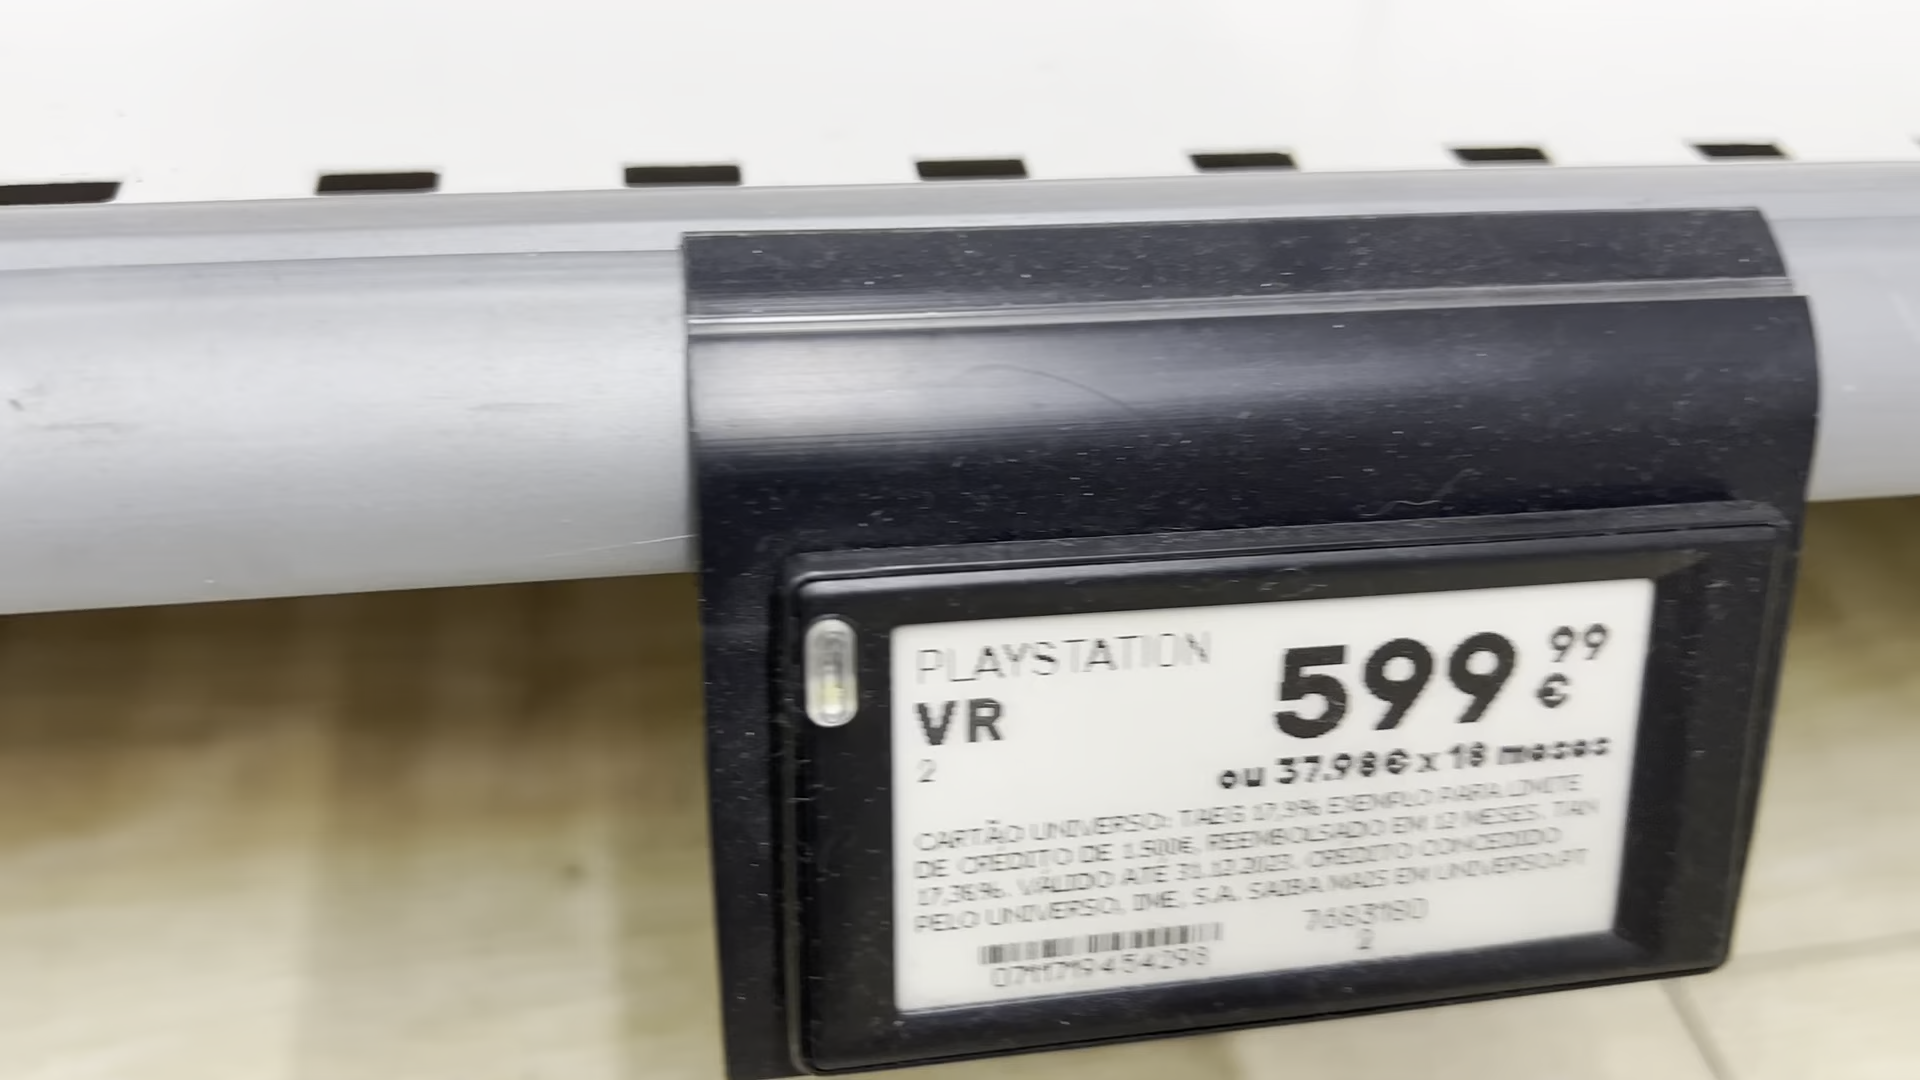 PLAYSTATION
VR
2
599 99 €
ou 37.98€ x 18 meses
CARTÃO UNIVERSO: TAEG 17,9% EXEMPLO PARA LIMITE
DE CREDITO DE 1.500€, REEMBOLSADO EM 12 MESES. TAN
17,36%. VÁLIDO ATÉ 31.12.2023. CREDITO CONCEDIDO
PELO UNIVERSO, IME, S.A. SAIBA MAIS EM UNIVERSO.PT
7683180
2
0711719454298